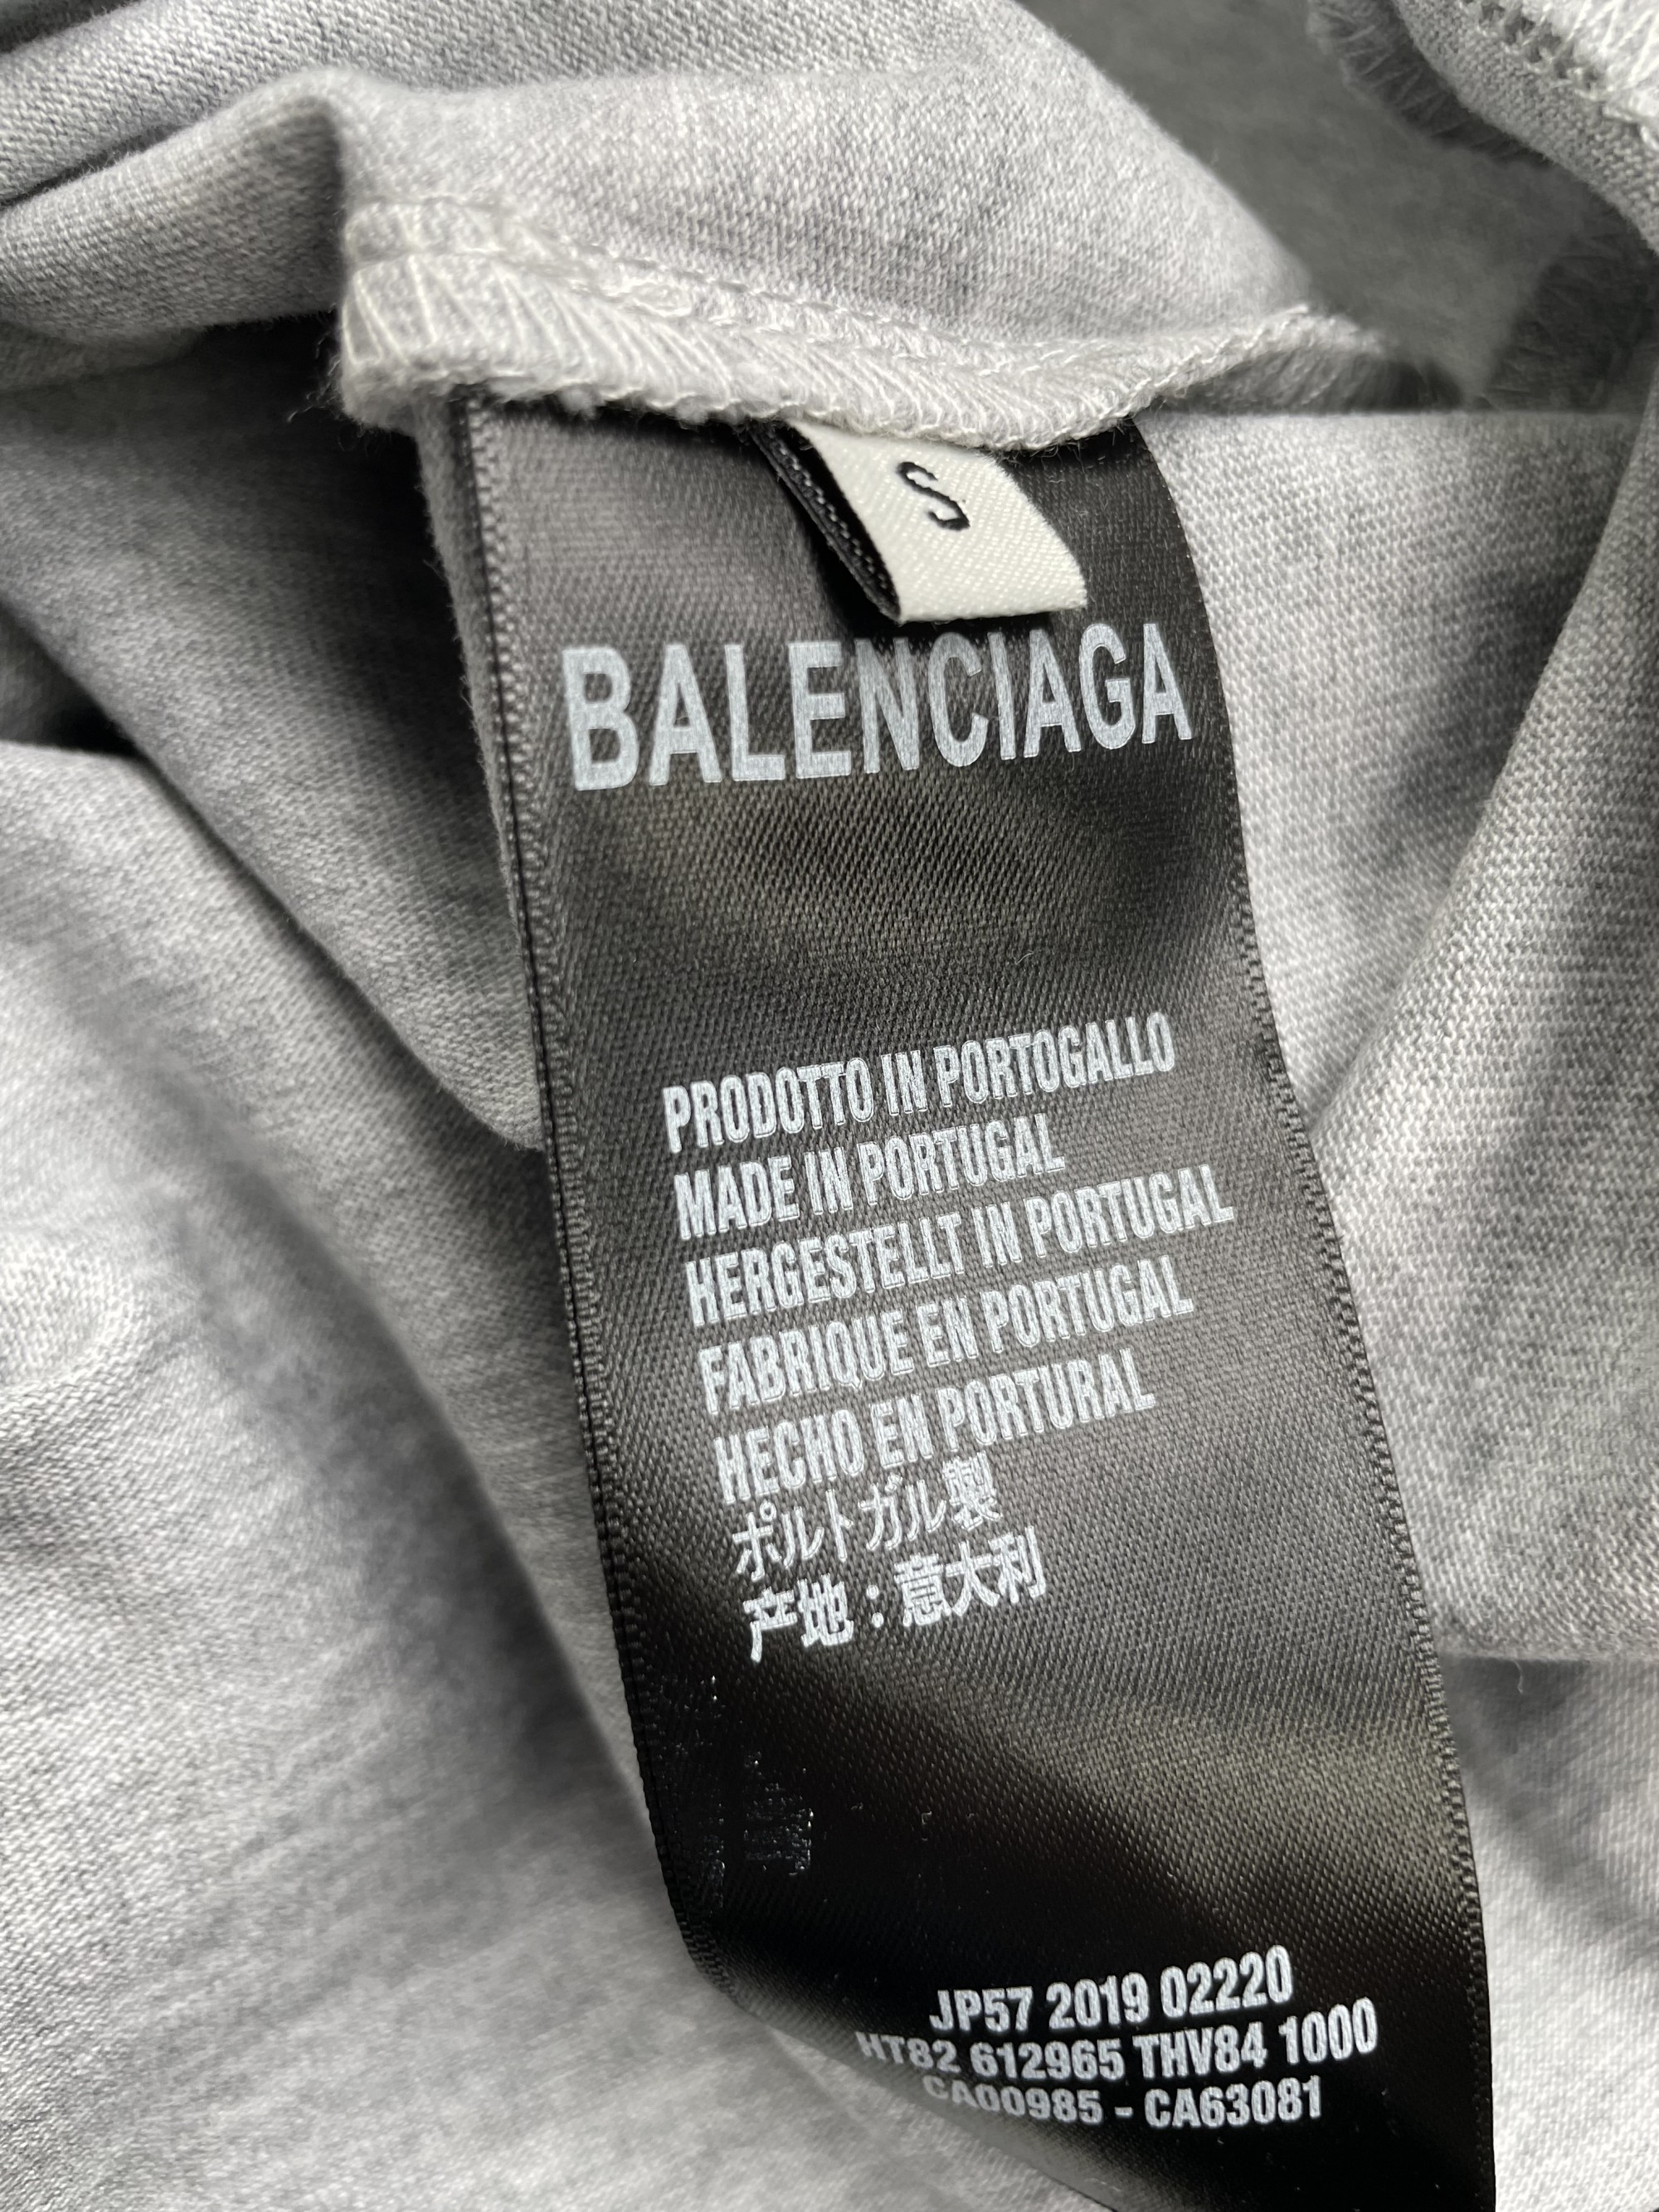 S
BALENCIAGA
PRODOTTO IN PORTOGALLO
MADE IN PORTUGAL
HERGESTELLT IN PORTUGAL
FABRIQUE EN PORTUGAL
HECHO EN PORTURAL
ポルトガル製
产地：意大利
JP57 2019 02220
HT82 612965 THV84 1000
CA00985 - CA63081